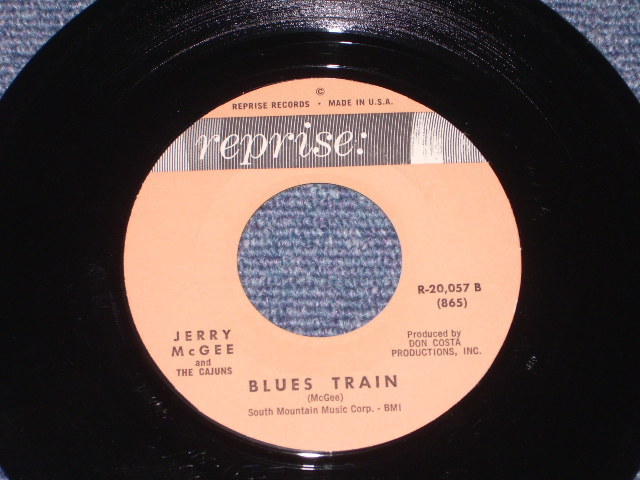 ©
REPRISE RECORDS • MADE IN U.S.A.
reprise:
R-20,057 B
(865)
JERRY
McGEE
and
THE CAJUNS
Produced by
DON COSTA
PRODUCTIONS, INC.
BLUES TRAIN
(McGee)
South Mountain Music Corp. - BMI